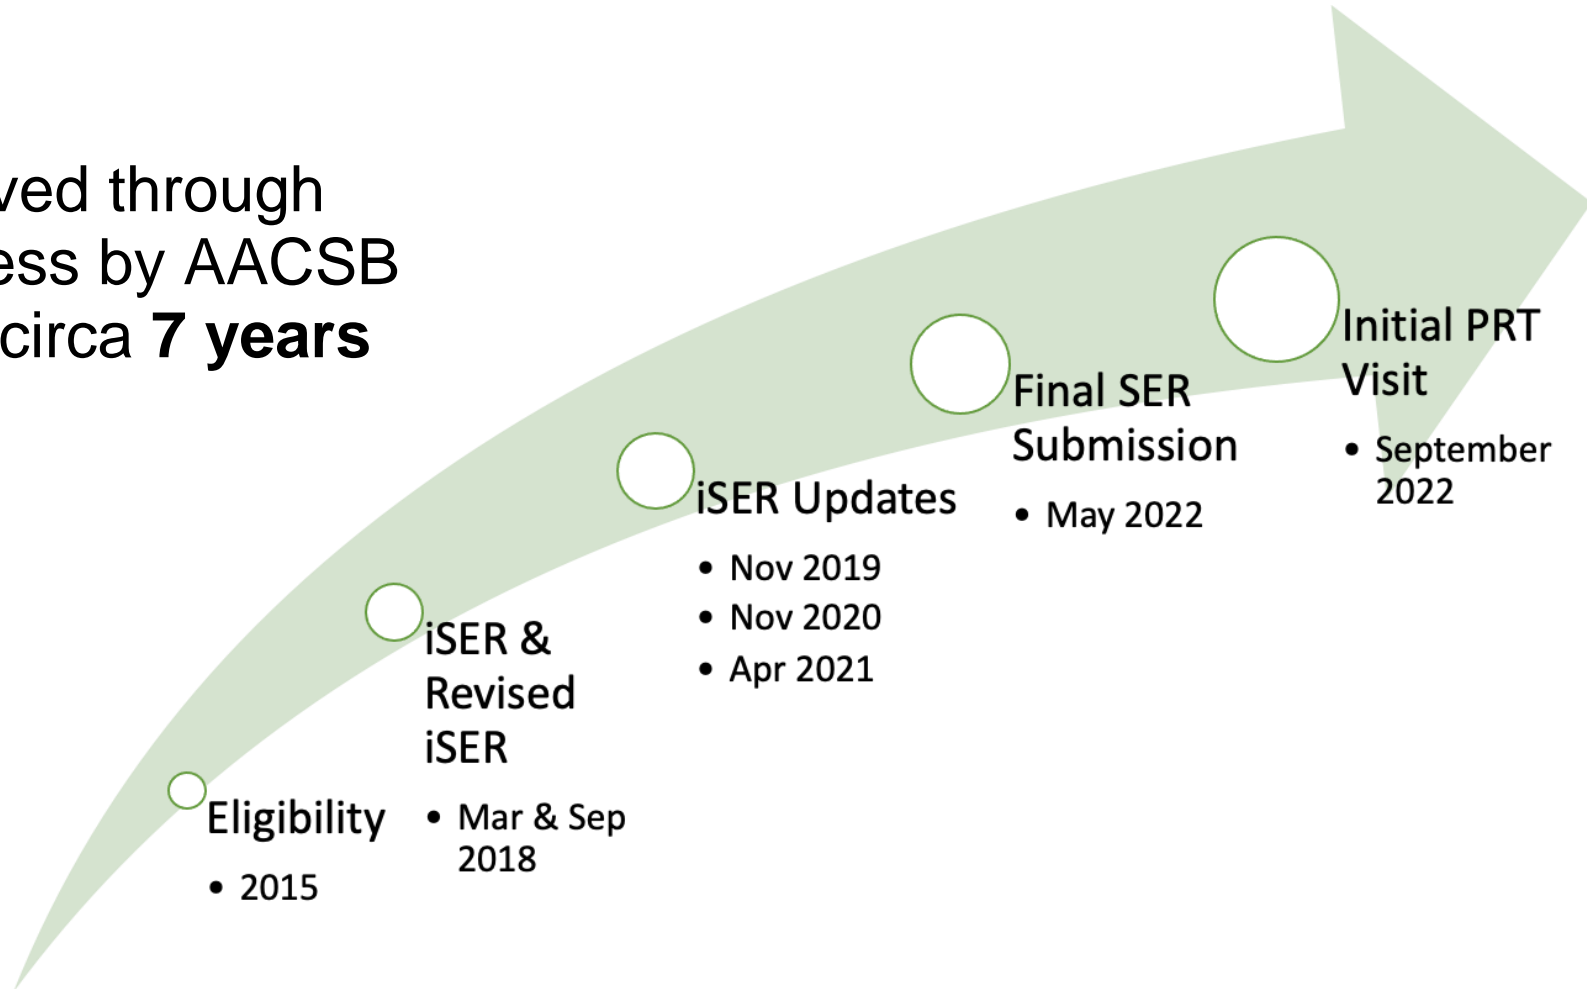 ved through
ess by AACSB
circa 7 years
Eligibility
• 2015
iSER &
Revised
iSER
• Mar & Sep
2018
iSER Updates
• Nov 2019
• Nov 2020
• Apr 2021
Final SER
Submission
• May 2022
Initial PRT
Visit
• September
2022